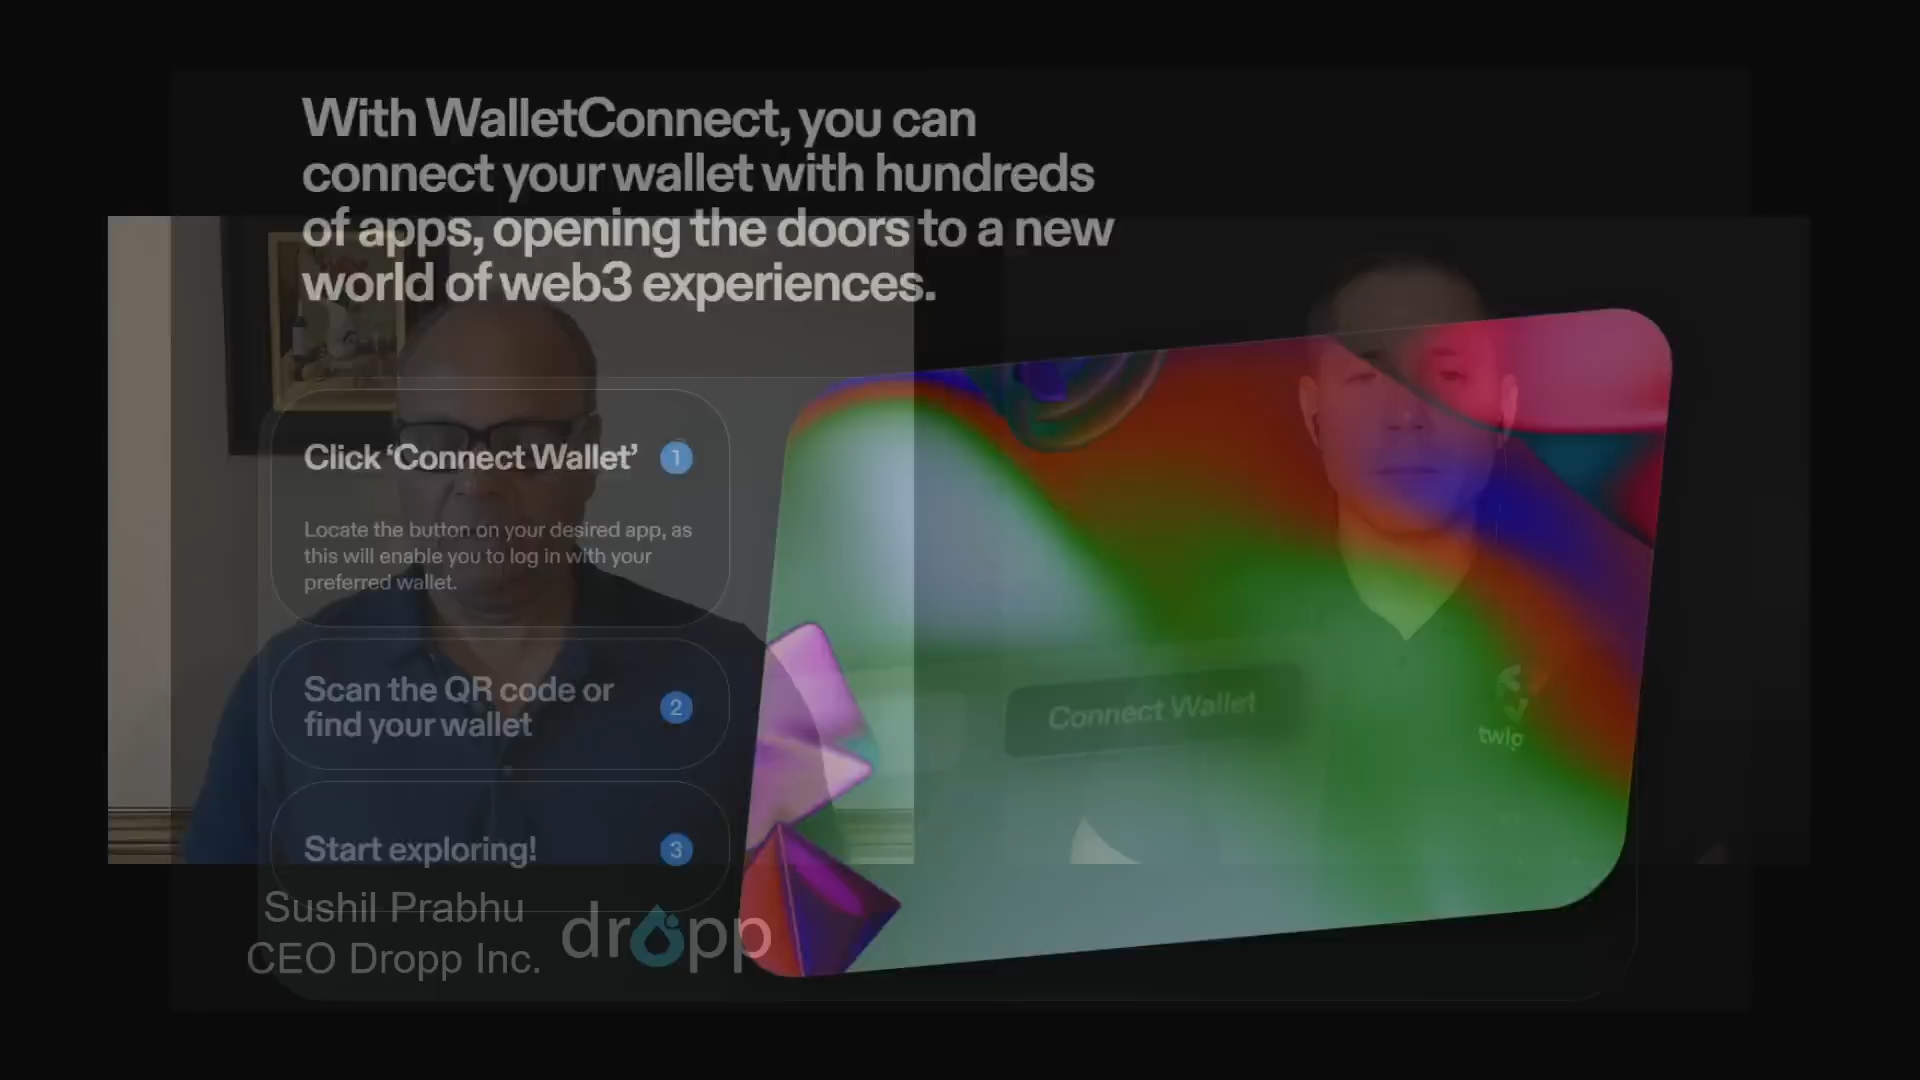 With WalletConnect, you can
connect your wallet with hundreds
of apps, opening the doors to a new
world of web3 experiences.
Click ‘Connect Wallet’ 1
Locate the button on your desired app, as
this will enable you to log in with your
preferred wallet.
Scan the QR code or
find your wallet 2
Start exploring! 3
Connect Wallet
twig
Sushil Prabhu
CEO Dropp Inc.
dropp